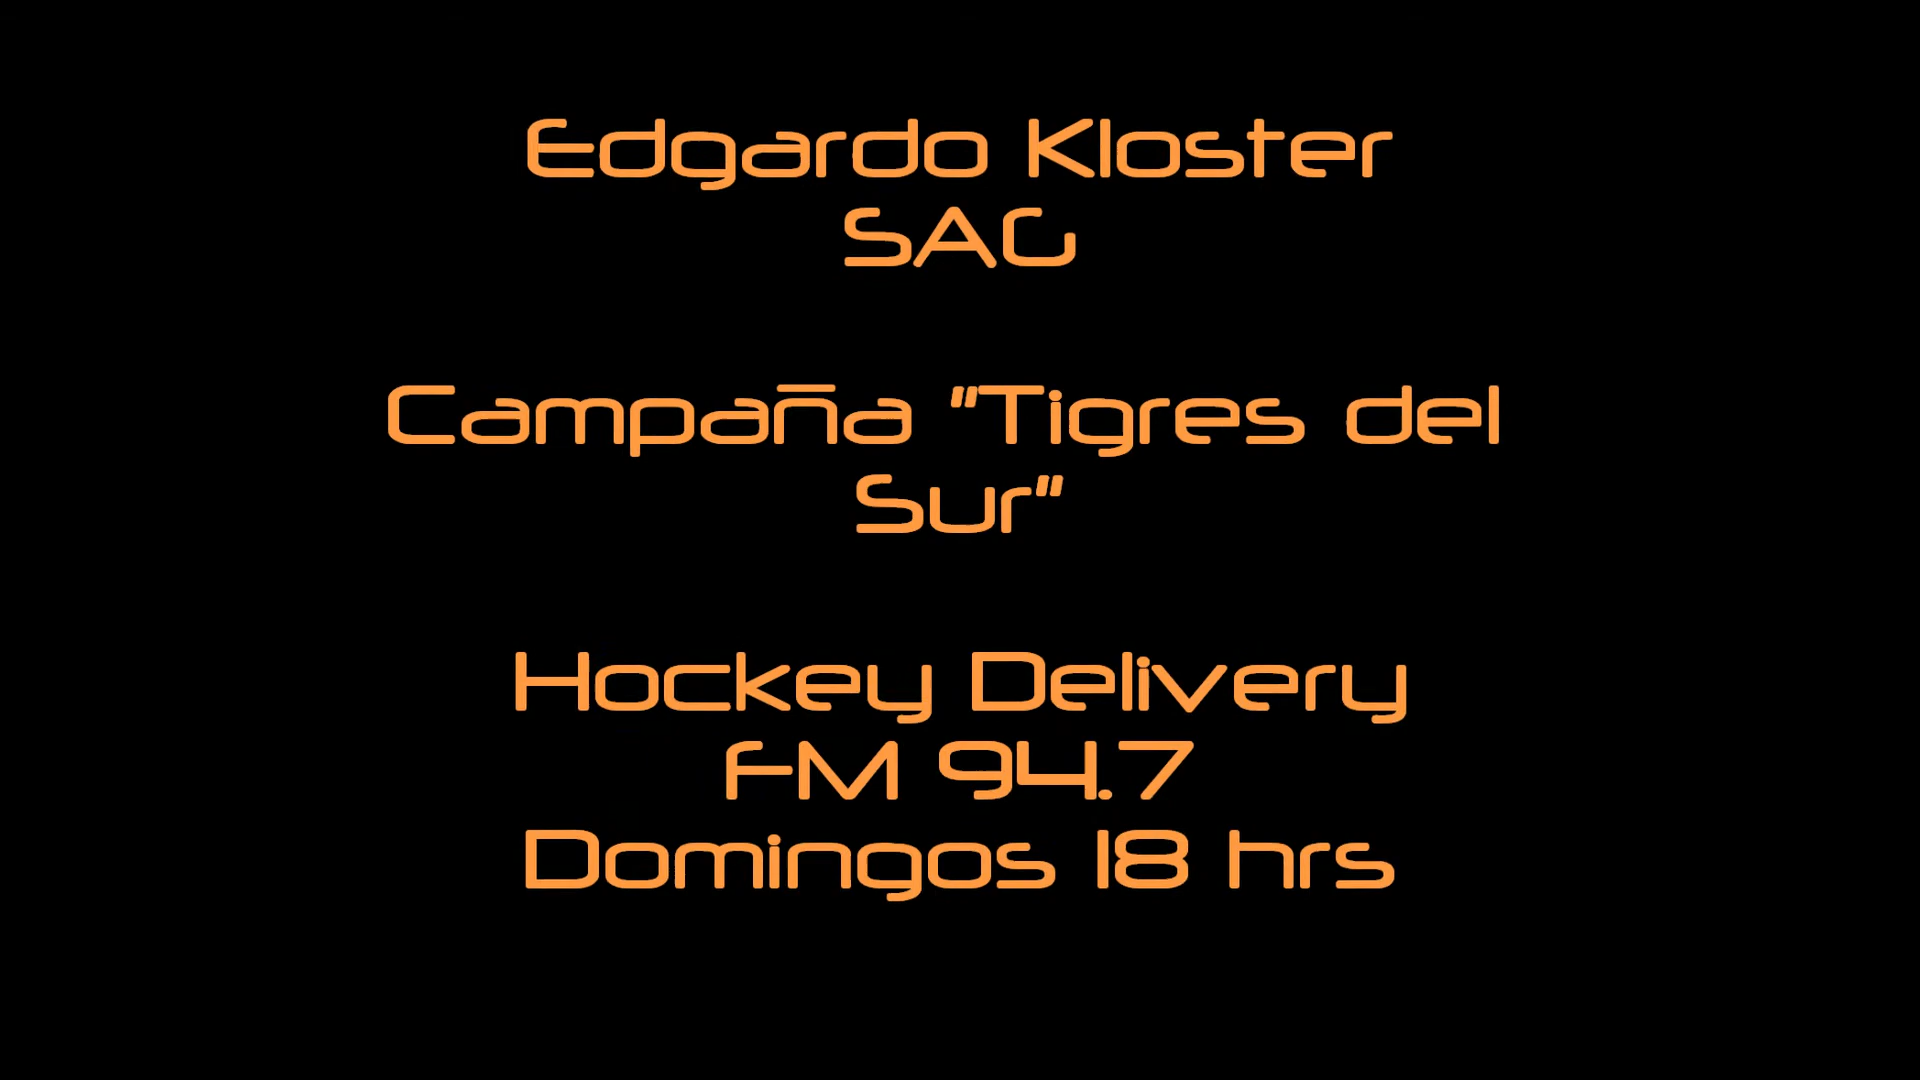 Edgardo Kloster
SAG
Campaña "Tigres del
Sur"
Hockey Delivery
FM 94.7
Domingos 18 hrs